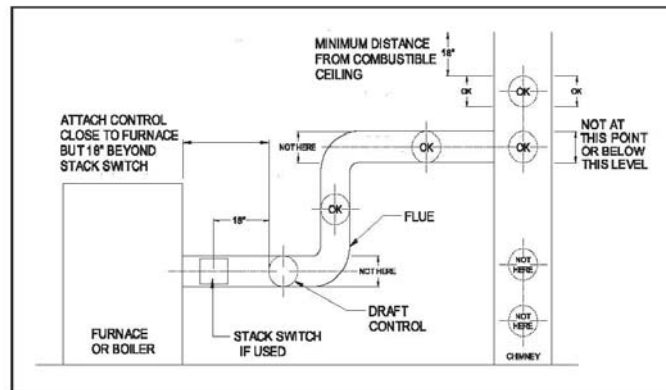 MINIMUM DISTANCE
FROM COMBUSTIBLE
CEILING
18"
OK
OK
OK
ATTACH CONTROL
CLOSE TO FURNACE
BUT 18" BEYOND
STACK SWITCH
NOT HERE
OK
OK
NOT AT
THIS POINT
OR BELOW
THIS LEVEL
OK
18"
FLUE
NOT HERE
NOT
HERE
DRAFT
CONTROL
NOT
HERE
FURNACE
OR BOILER
STACK SWITCH
IF USED
CHIMNEY